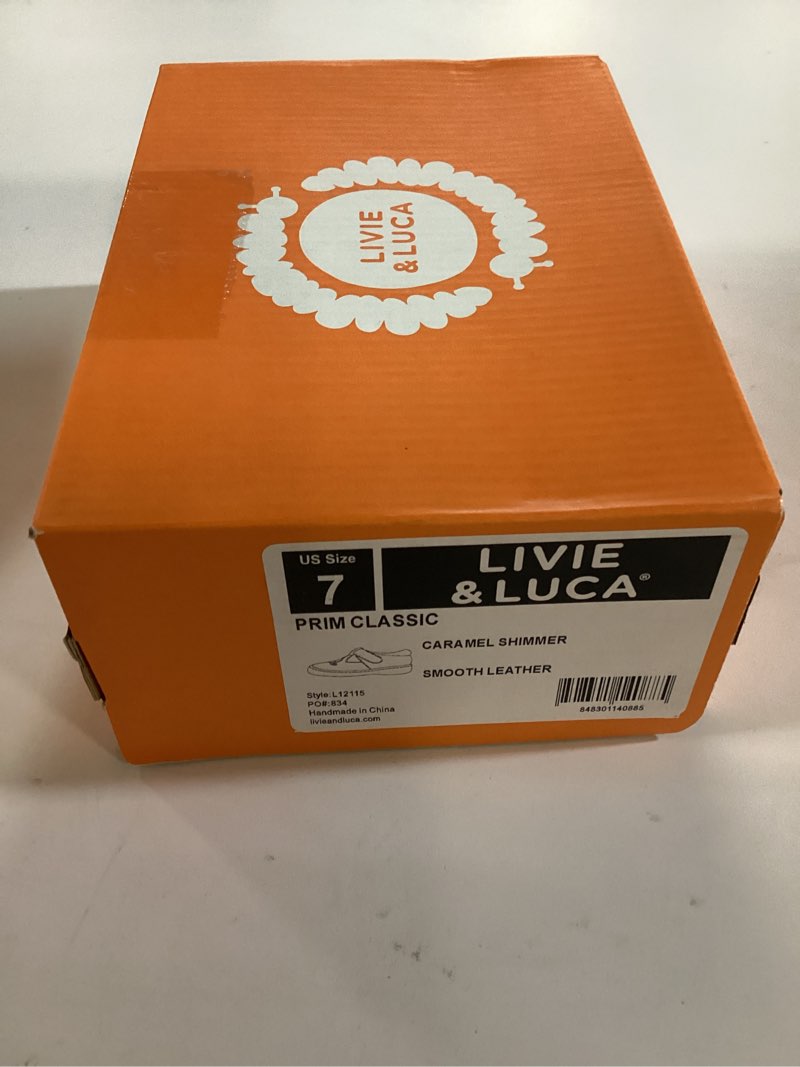 LIVIE
& LUCA
US Size
7
LIVIE
& LUCA®
PRIM CLASSIC
CARAMEL SHIMMER
SMOOTH LEATHER
Style:L12115
PO#:834
Handmade in China
livieandluca.com
848301140885